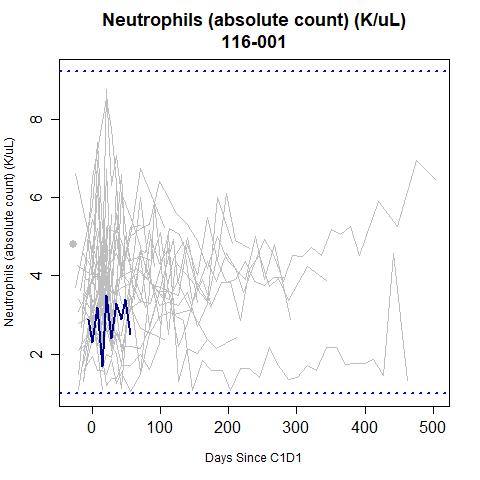 Neutrophils (absolute count) (K/uL)
116-001
Neutrophils (absolute count) (K/uL)
8
6
4
2
0 100 200 300 400 500
Days Since C1D1